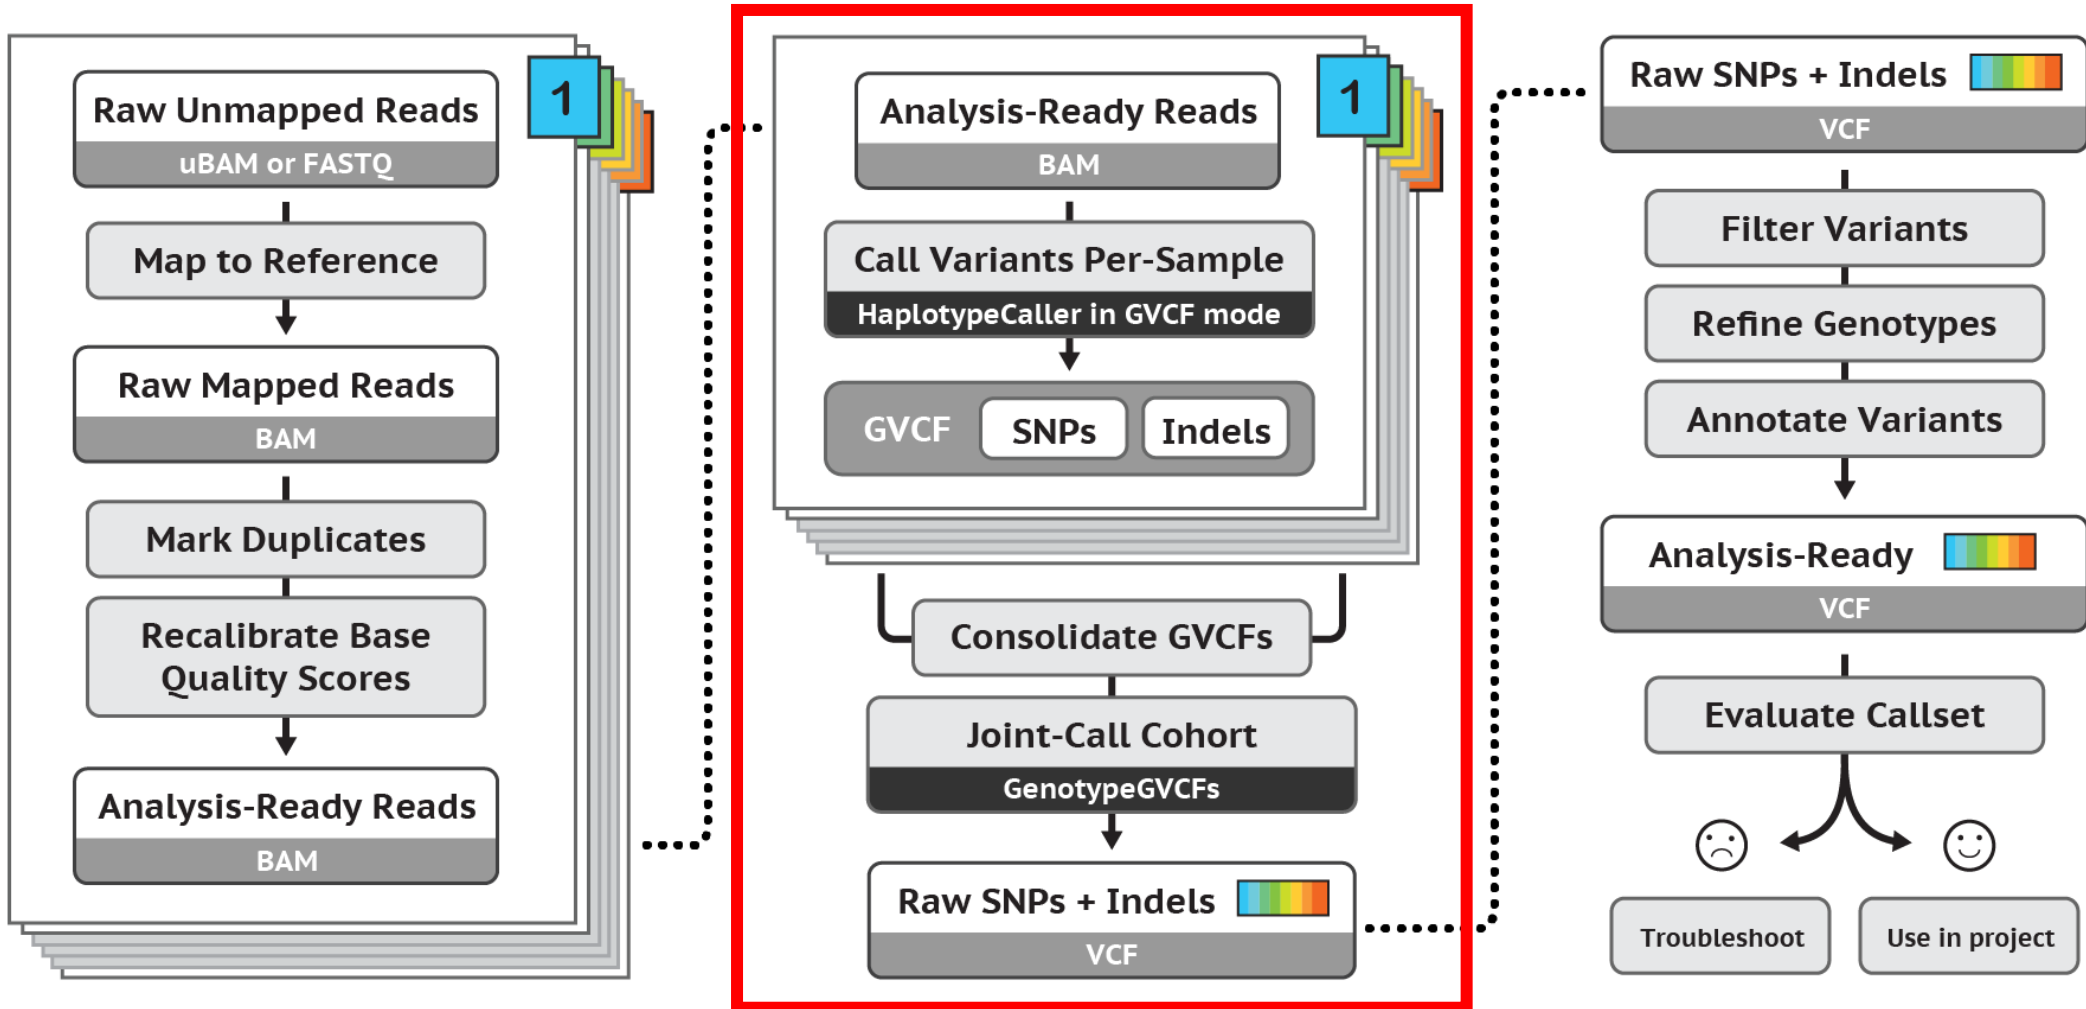 1
Raw Unmapped Reads
uBAM or FASTQ
Map to Reference
Raw Mapped Reads
BAM
Mark Duplicates
Recalibrate Base
Quality Scores
Analysis-Ready Reads
BAM
1
Analysis-Ready Reads
BAM
Call Variants Per-Sample
HaplotypeCaller in GVCF mode
GVCF SNPs Indels
Consolidate GVCFs
Joint-Call Cohort
GenotypeGVCFs
Raw SNPs + Indels
VCF
Raw SNPs + Indels
VCF
Filter Variants
Refine Genotypes
Annotate Variants
Analysis-Ready
VCF
Evaluate Callset
Troubleshoot
Use in project